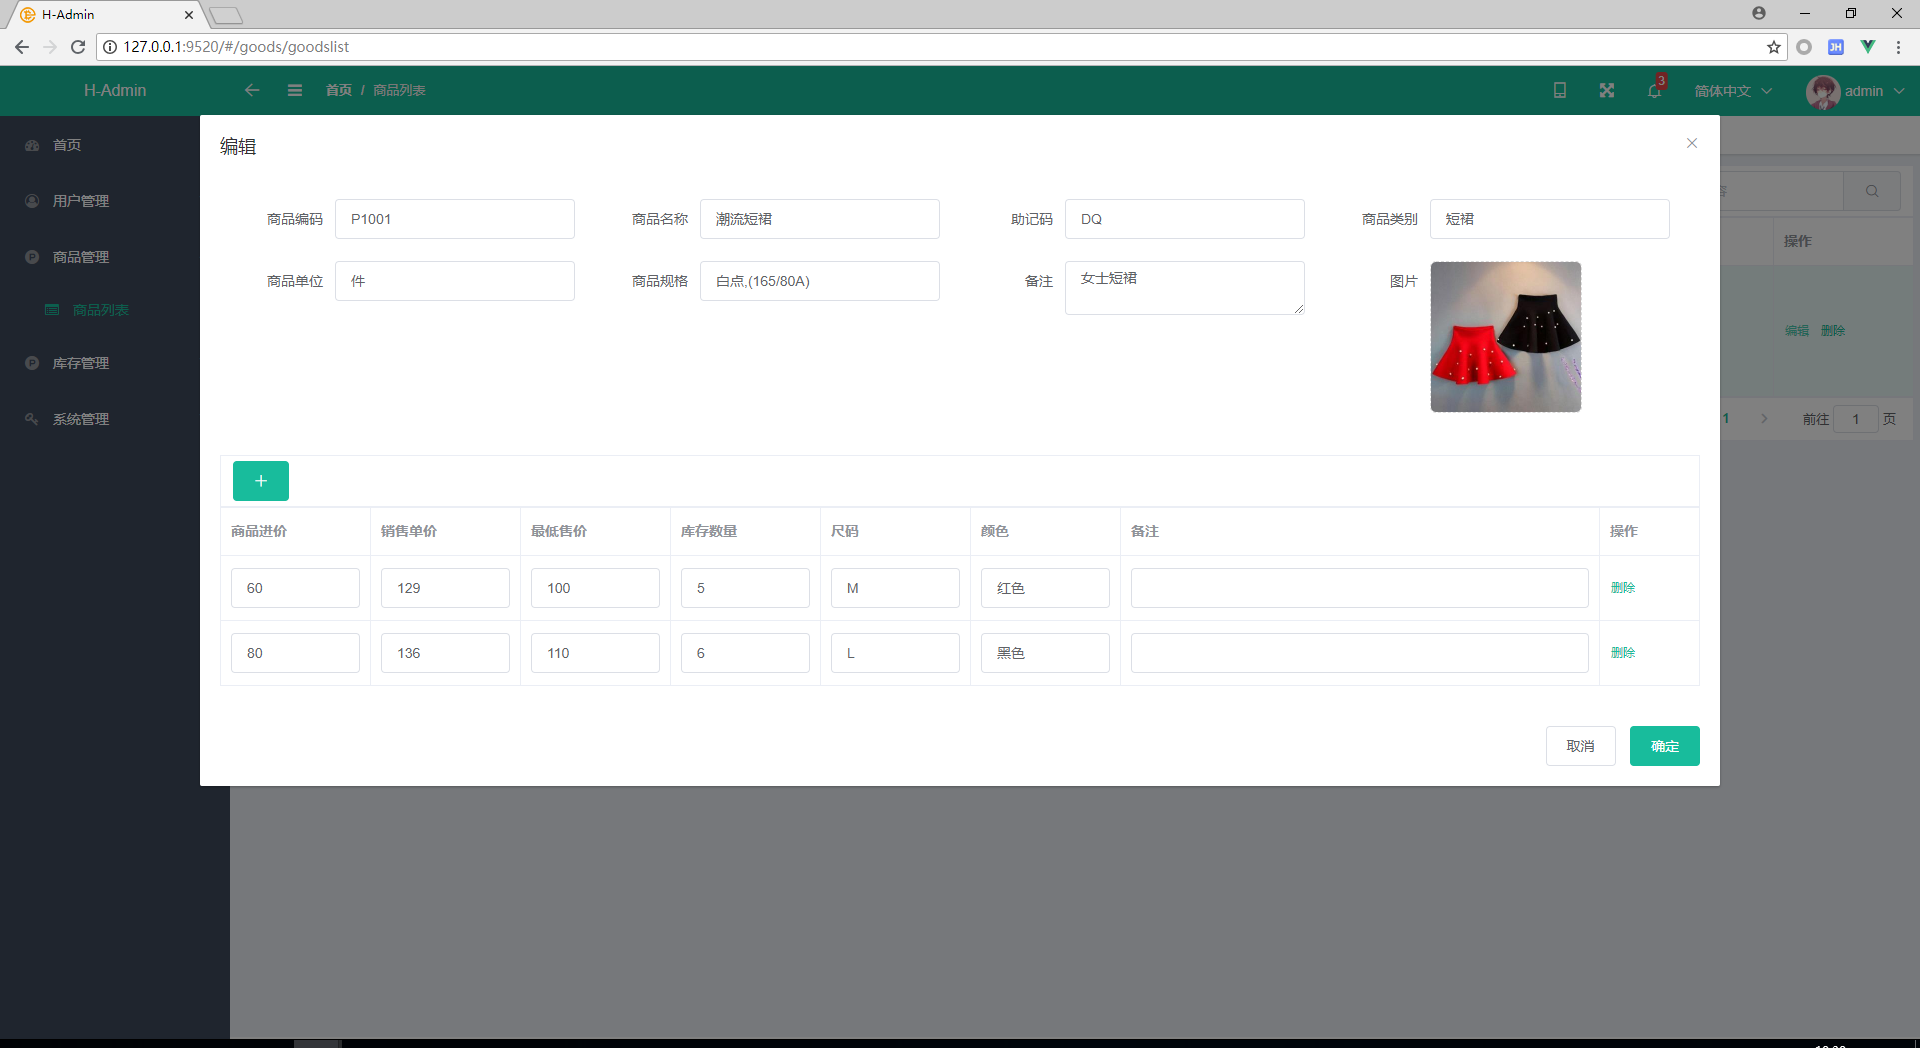 H-Admin
127.0.0.1:9520/#/goods/goodslist
JH
H-Admin
首页 / 商品列表
3
简体中文
admin
首页
用户管理
商品管理
商品列表
库存管理
系统管理
编辑
商品编码 P1001 商品名称 潮流短裙 助记码 DQ 商品类别 短裙
商品单位 件 商品规格 白点,(165/80A) 备注 女士短裙 图片
商品进价 销售单价 最低售价 库存数量 尺码 颜色 备注 操作
60 129 100 5 M 红色 删除
80 136 110 6 L 黑色 删除
取消 确定
操作
编辑 删除
1 前往 1 页